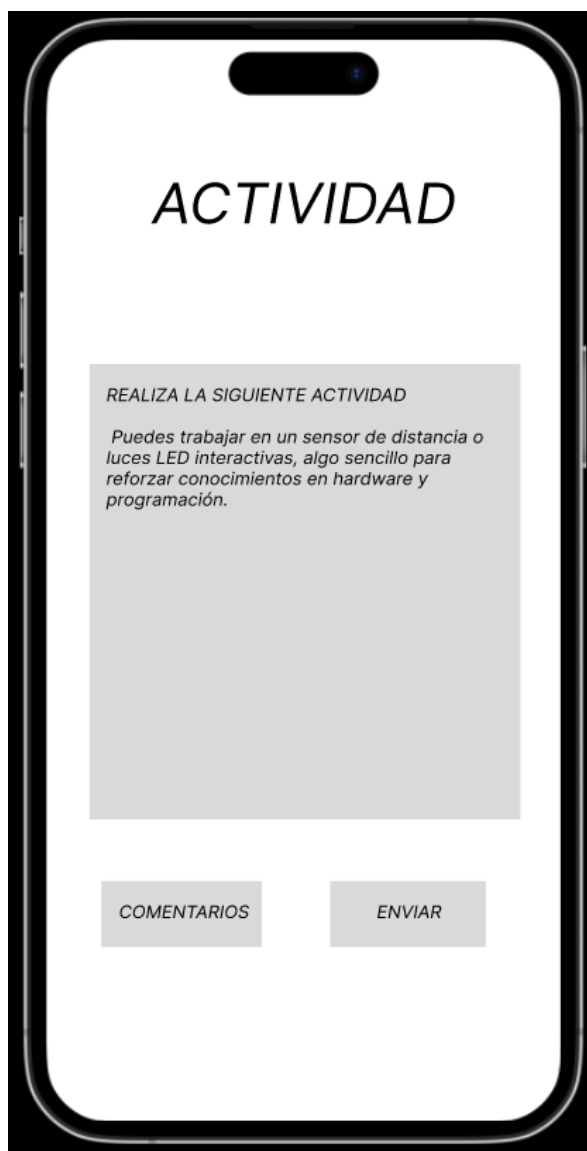 ACTIVIDAD
REALIZA LA SIGUIENTE ACTIVIDAD
Puedes trabajar en un sensor de distancia o
luces LED interactivas, algo sencillo para
reforzar conocimientos en hardware y
programación.
COMENTARIOS
ENVIAR